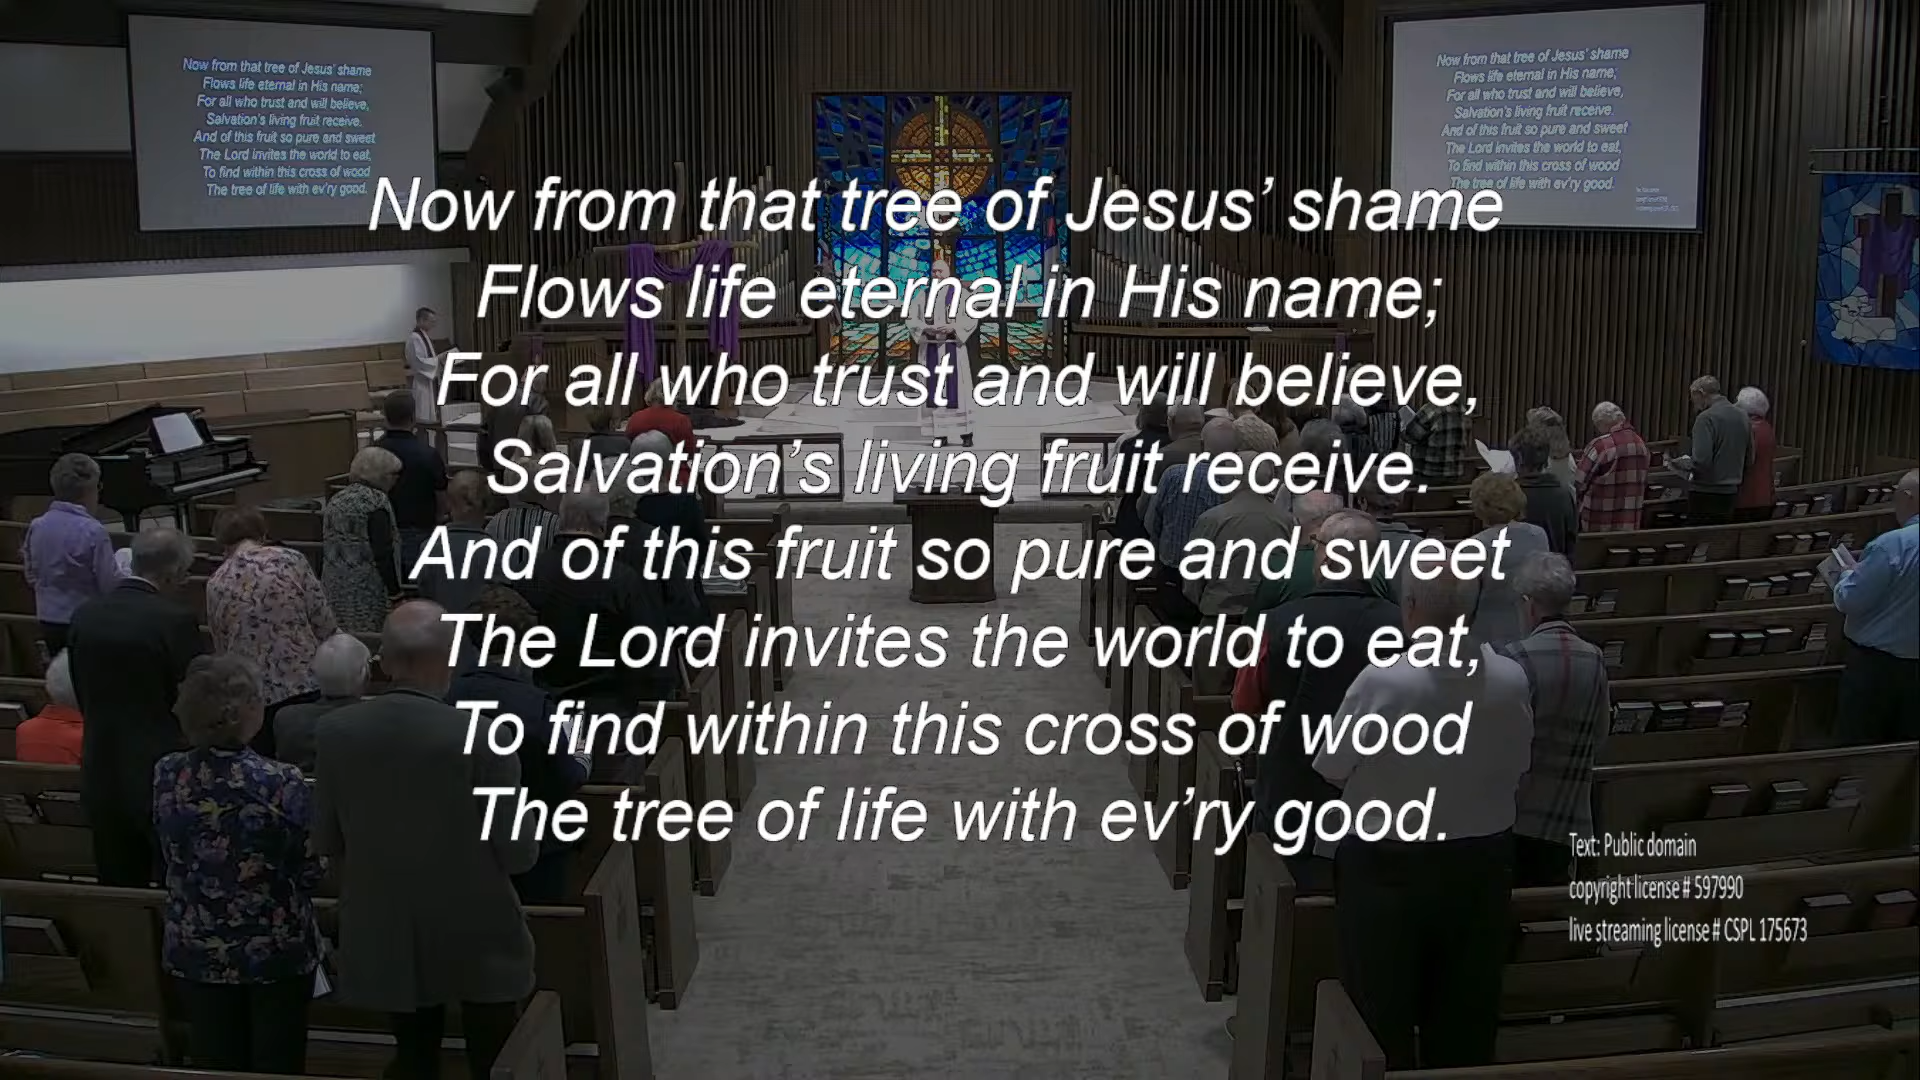 Now from that tree of Jesus' shame
Flows life eternal in His name;
For all who trust and will believe,
Salvation's living fruit receive.
And of this fruit so pure and sweet
The Lord invites the world to eat,
To find within this cross of wood
The tree of life with ev'ry good.
Now from that tree of Jesus' shame
Flows life eternal in His name;
For all who trust and will believe,
Salvation's living fruit receive.
And of this fruit so pure and sweet
The Lord invites the world to eat,
To find within this cross of wood
The tree of life with ev'ry good.
Now from that tree of Jesus’ shame
Flows life eternal in His name;
For all who trust and will believe,
Salvation’s living fruit receive.
And of this fruit so pure and sweet
The Lord invites the world to eat,
To find within this cross of wood
The tree of life with ev’ry good.
Text: Public domain
copyright license # 597990
live streaming license # CSPL 175673